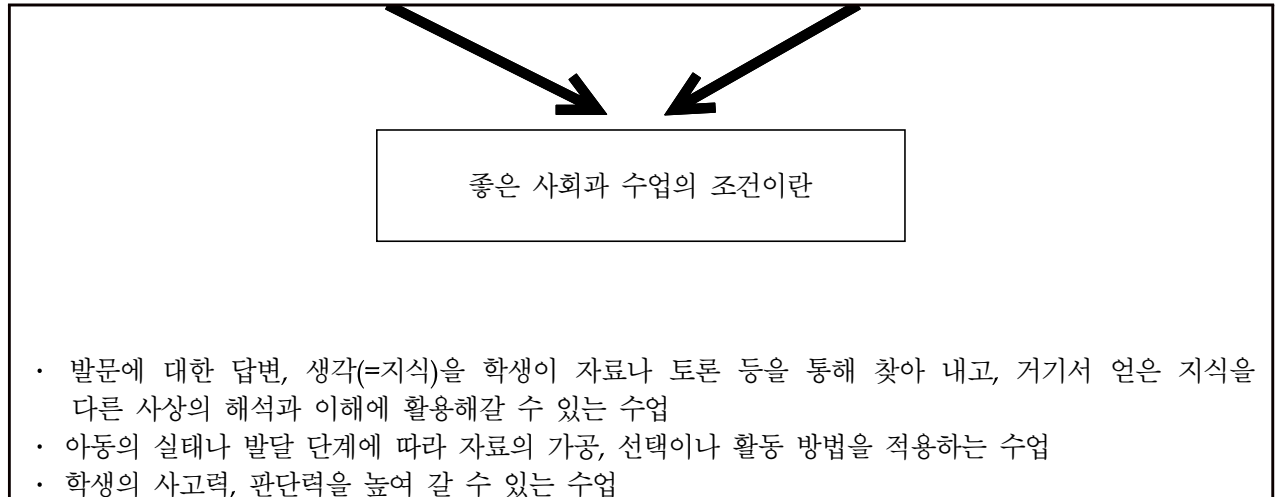 좋은 사회과 수업의 조건이란
· 발문에 대한 답변, 생각(=지식)을 학생이 자료나 토론 등을 통해 찾아 내고, 거기서 얻은 지식을
다른 사상의 해석과 이해에 활용해갈 수 있는 수업
· 아동의 실태나 발달 단계에 따라 자료의 가공, 선택이나 활동 방법을 적용하는 수업
· 학생의 사고력, 판단력을 높여 갈 수 있는 수업